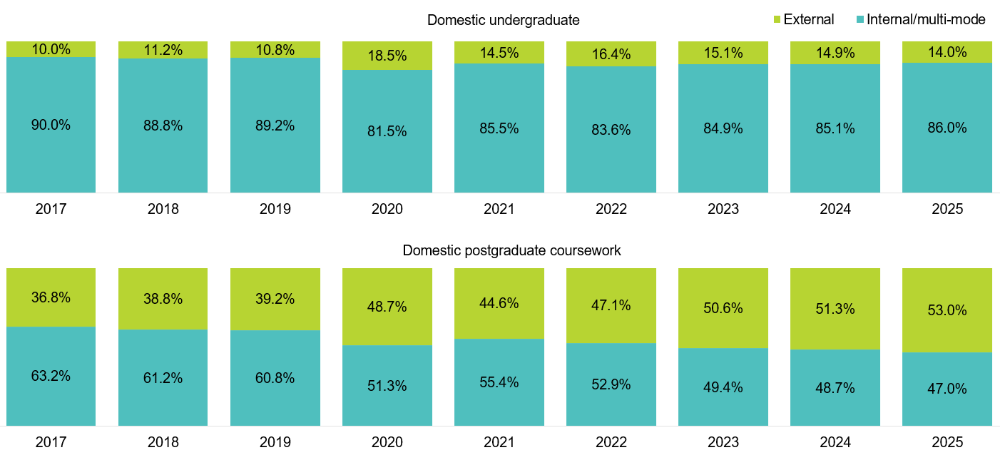 Domestic undergraduate
External Internal/multi-mode
10.0% 11.2% 10.8% 18.5% 14.5% 16.4% 15.1% 14.9% 14.0%
90.0% 88.8% 89.2% 81.5% 85.5% 83.6% 84.9% 85.1% 86.0%
2017 2018 2019 2020 2021 2022 2023 2024 2025
Domestic postgraduate coursework
36.8% 38.8% 39.2% 48.7% 44.6% 47.1% 50.6% 51.3% 53.0%
63.2% 61.2% 60.8% 51.3% 55.4% 52.9% 49.4% 48.7% 47.0%
2017 2018 2019 2020 2021 2022 2023 2024 2025